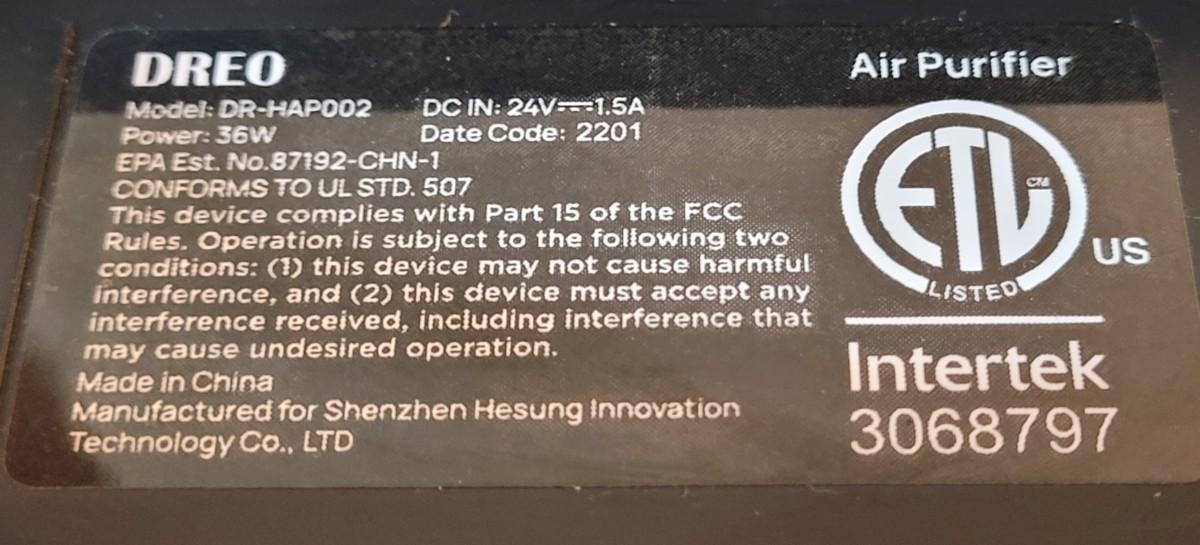 DREO
Air Purifier
Model: DR-HAP002 DC IN: 24V⎓1.5A
Power: 36W Date Code: 2201
EPA Est. No.87192-CHN-1
CONFORMS TO UL STD. 507
This device complies with Part 15 of the FCC
Rules. Operation is subject to the following two
conditions: (1) this device may not cause harmful
interference, and (2) this device must accept any
interference received, including interference that
may cause undesired operation.
Made in China
Manufactured for Shenzhen Hesung Innovation
Technology Co., LTD
ETL CM
LISTED
US
Intertek
3068797